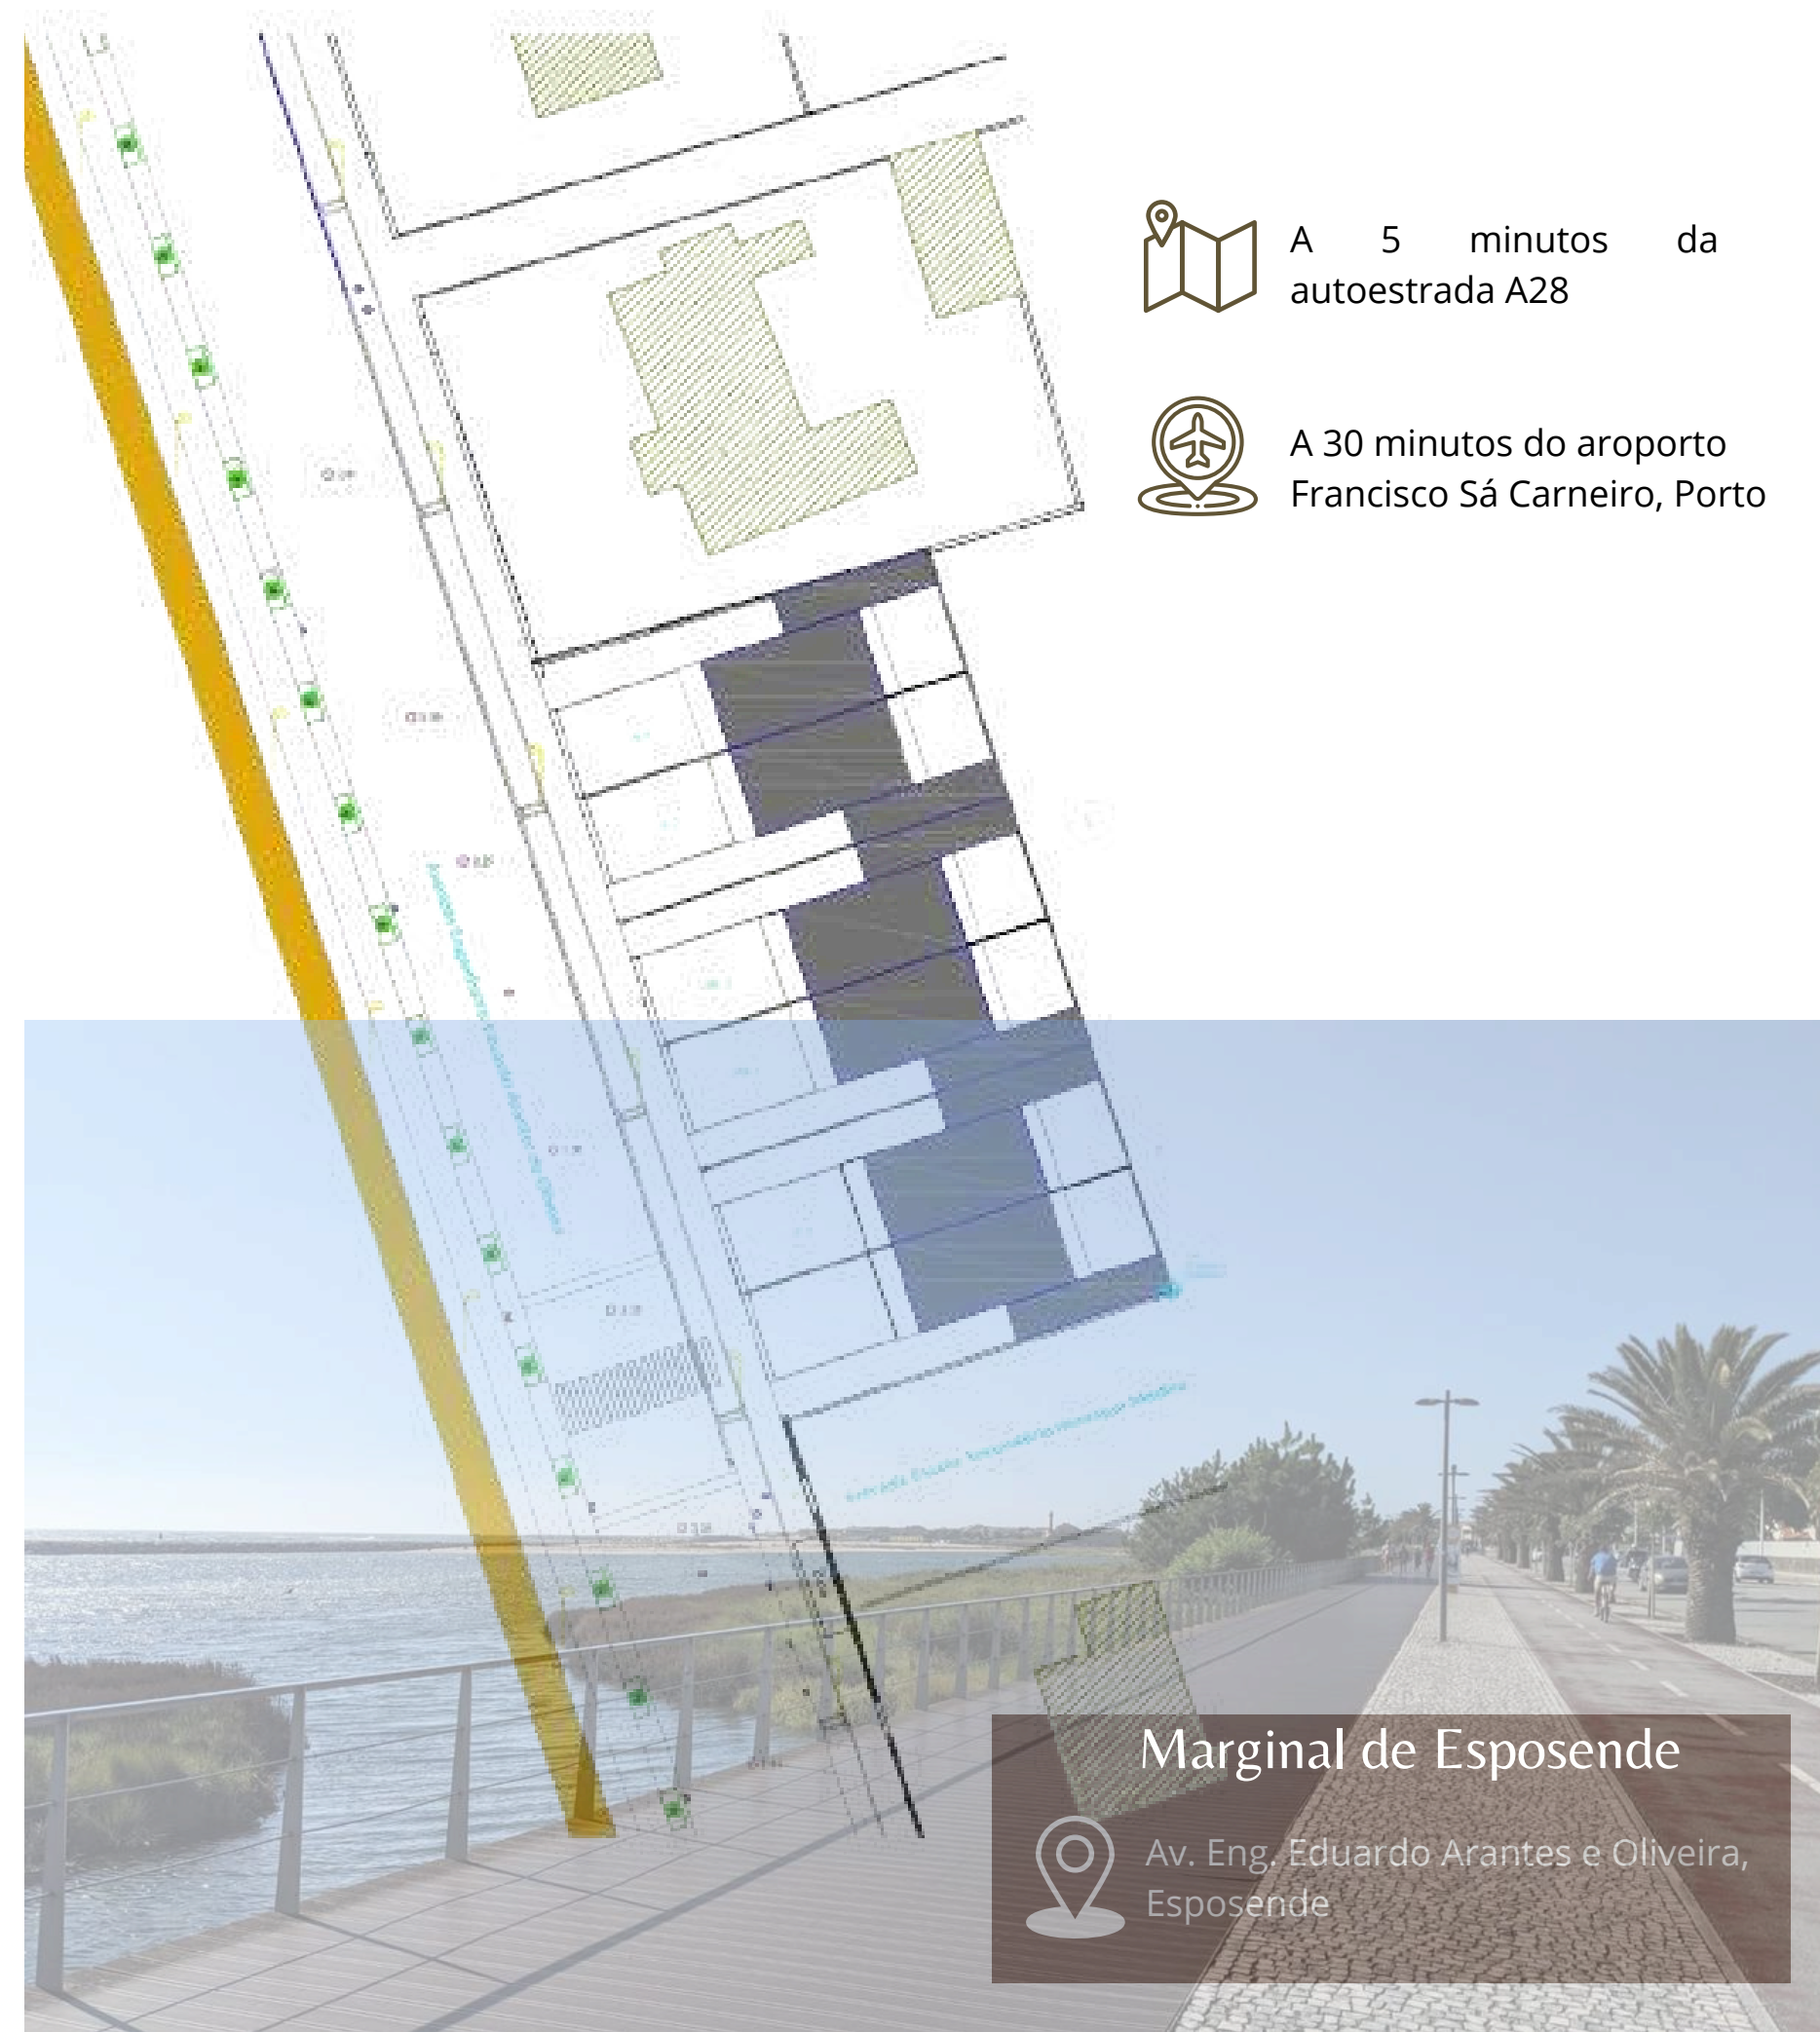 A 5 minutos da
autoestrada A28
A 30 minutos do aroporto
Francisco Sá Carneiro, Porto
Marginal de Esposende
Av. Eng. Eduardo Arantes e Oliveira,
Esposende